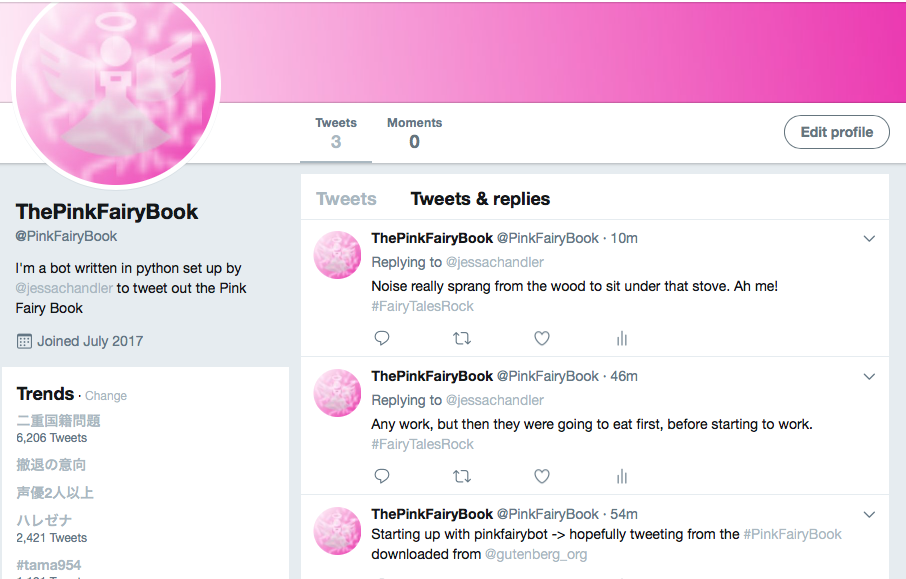 Tweets
3
Moments
0
Edit profile
ThePinkFairyBook
@PinkFairyBook
I'm a bot written in python set up by
@jessachandler to tweet out the Pink
Fairy Book
Joined July 2017
Trends · Change
二重国籍問題
6,206 Tweets
撤退の意向
声優2人以上
ハレゼナ
2,421 Tweets
#tama954
Tweets
Tweets & replies
ThePinkFairyBook @PinkFairyBook · 10m
Replying to @jessachandler
Noise really sprang from the wood to sit under that stove. Ah me!
#FairyTalesRock
ThePinkFairyBook @PinkFairyBook · 46m
Replying to @jessachandler
Any work, but then they were going to eat first, before starting to work.
#FairyTalesRock
ThePinkFairyBook @PinkFairyBook · 54m
Starting up with pinkfairybot -> hopefully tweeting from the #PinkFairyBook
downloaded from @gutenberg_org